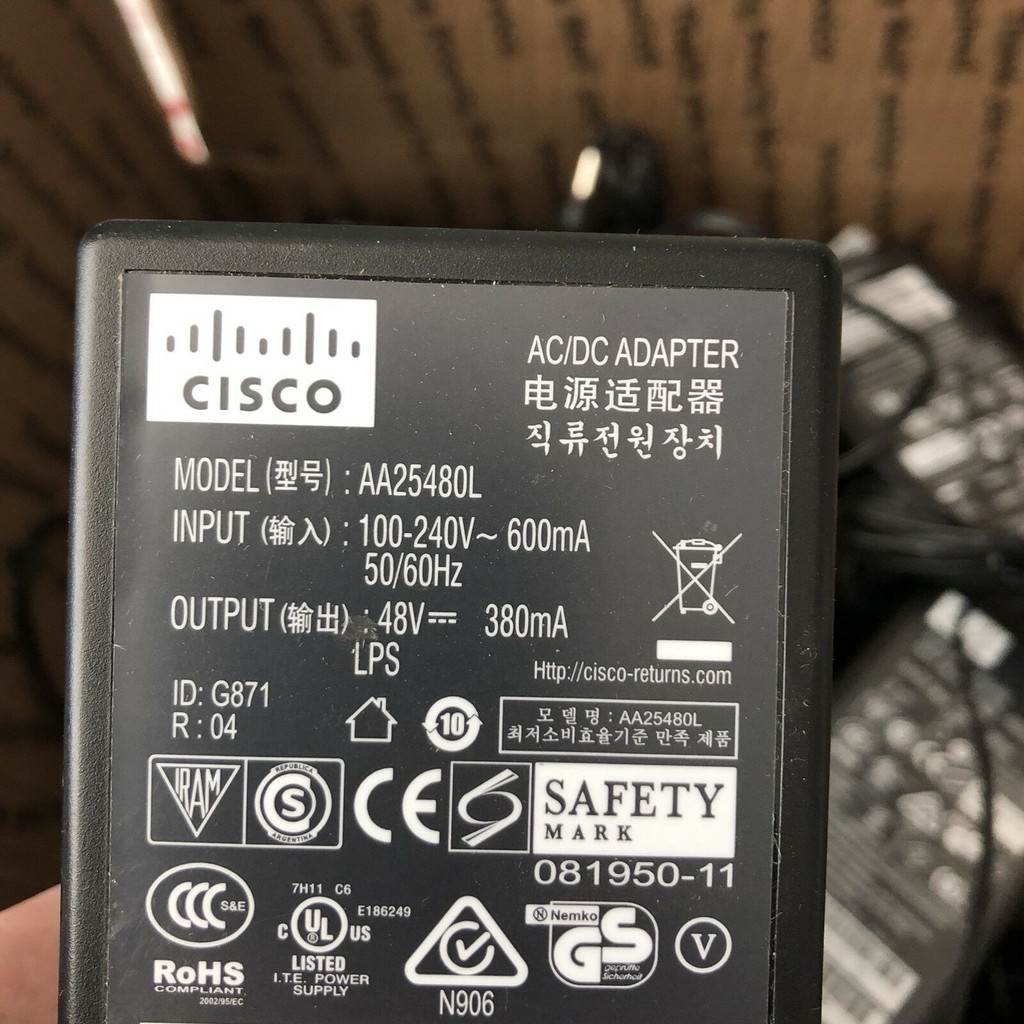 CISCO
AC/DC ADAPTER
电源适配器
직류전원장치
MODEL (型号) : AA25480L
INPUT (输入) : 100-240V~ 600mA
50/60Hz
OUTPUT (输出) : 48V⎓ 380mA
LPS
Http://cisco-returns.com
ID: G871
R : 04
10
모 델 명 : AA25480L
최저소비효율기준 만족 제품
IRAM
REPUBLICA
S
ARGENTINA
CE
S
SAFETY
MARK
081950-11
CCC S&E
7H11 C6
E186249
C UL US
®
LISTED
I.T.E. POWER
SUPPLY
RoHS
COMPLIANT
2002/95/EC
N906
N Nemko
GS
geprüfte
Sicherheit
V